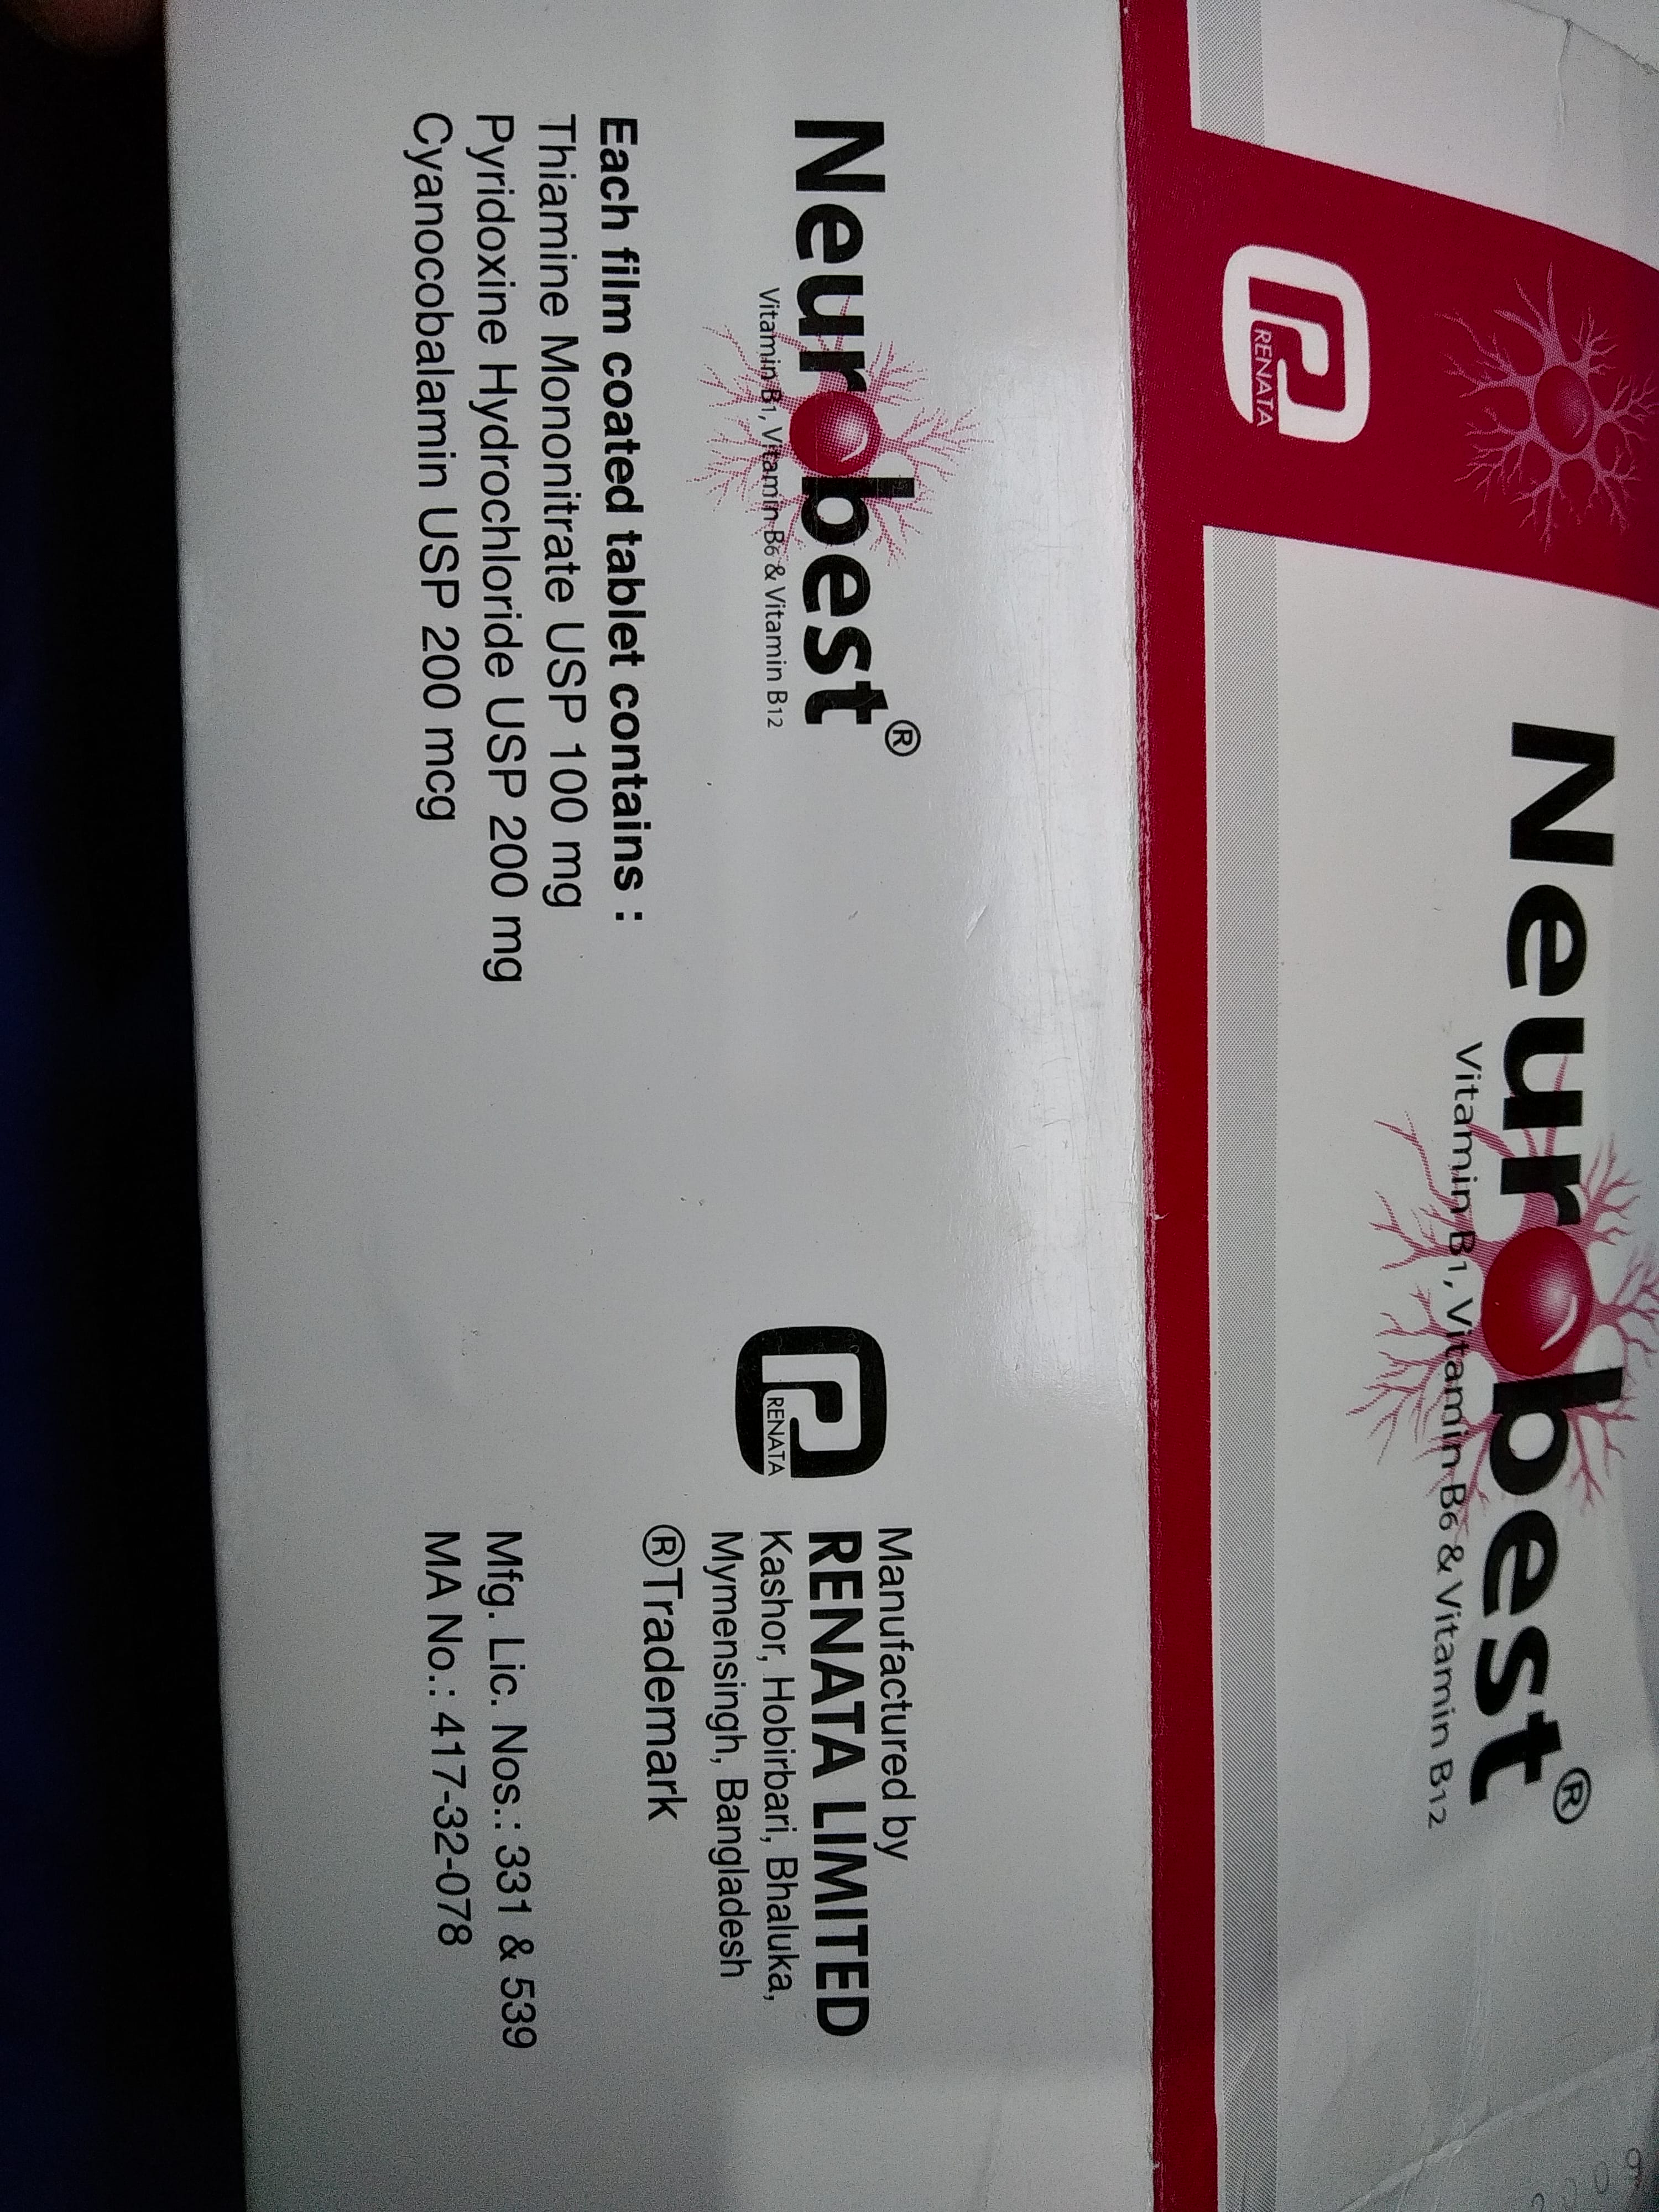 Neurobest®
Vitamin B1, Vitamin B6 & Vitamin B12
RENATA
Neurobest®
Vitamin B1, Vitamin B6 & Vitamin B12
Each film coated tablet contains :
Thiamine Mononitrate USP 100 mg
Pyridoxine Hydrochloride USP 200 mg
Cyanocobalamin USP 200 mcg
RENATA
Manufactured by
RENATA LIMITED
Kashor, Hobirbari, Bhaluka,
Mymensingh, Bangladesh
®Trademark
Mfg. Lic. Nos.: 331 & 539
MA No.: 417-32-078